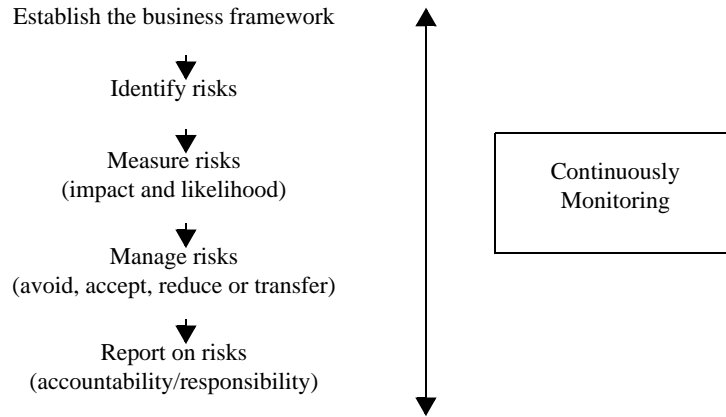 Establish the business framework
Identify risks
Measure risks
(impact and likelihood)
Manage risks
(avoid, accept, reduce or transfer)
Report on risks
(accountability/responsibility)
Continuously
Monitoring